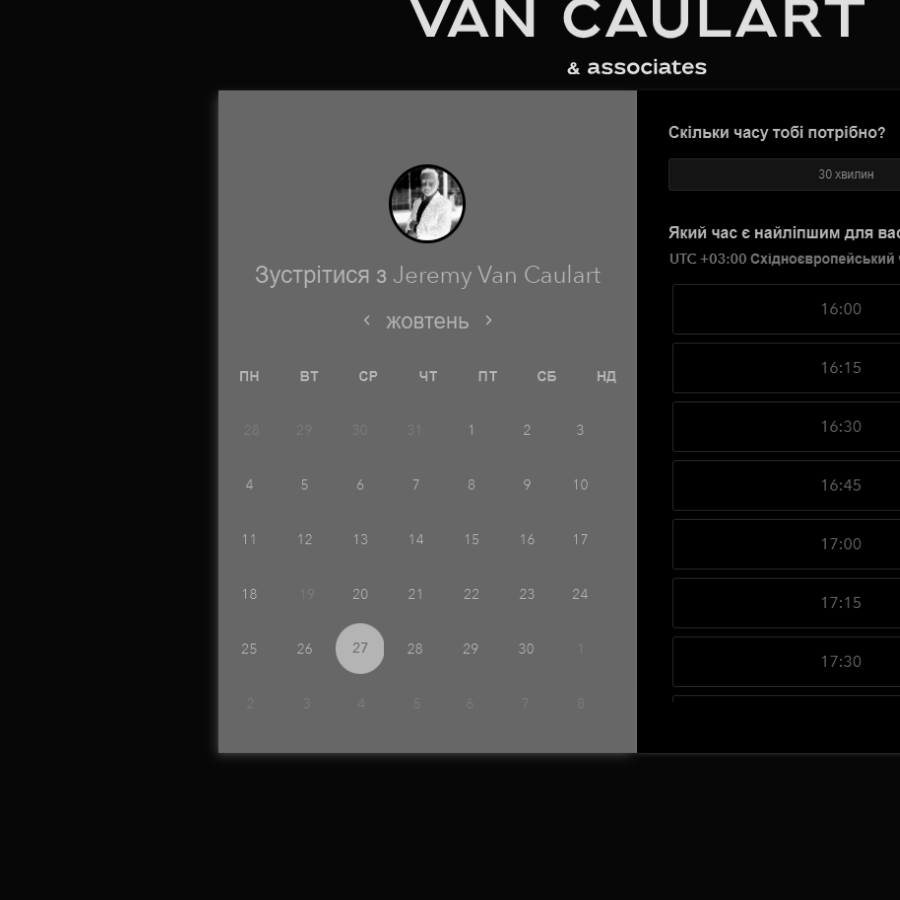 VAN CAULART
& associates
Зустрітися з Jeremy Van Caulart
жовтень
ПН ВТ СР ЧТ ПТ СБ НД
28 29 30 31 1 2 3
4 5 6 7 8 9 10
11 12 13 14 15 16 17
18 19 20 21 22 23 24
25 26 27 28 29 30 1
2 3 4 5 6 7 8
Скільки часу тобі потрібно?
30 хвилин
Який час є найліпшим для
UTC +03:00 Східноєвропейський
16:00
16:15
16:30
16:45
17:00
17:15
17:30